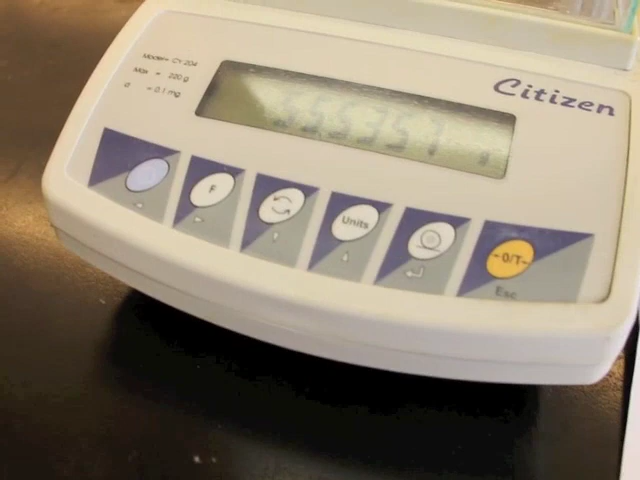 Model= CY 204
Max = 220 g
d = 0.1 mg
Citizen
F
Units
-0/T-
Esc